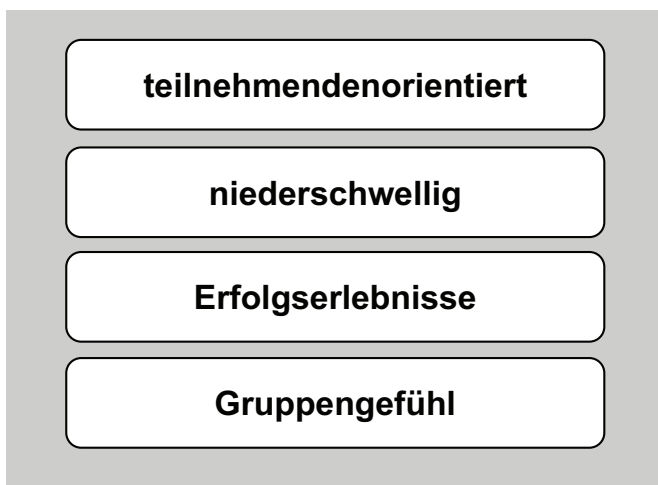 teilnehmendenorientiert
niederschwellig
Erfolgserlebnisse
Gruppengefühl